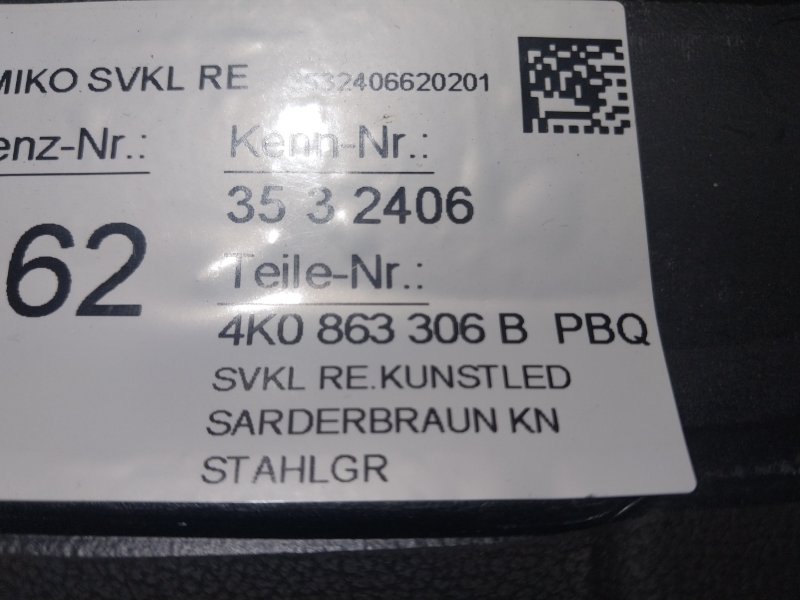 MIKO SVKL RE 3532406620201
enz-Nr.: Kenn-Nr.:
35 3 2406
62
Teile-Nr.:
4K0 863 306 B PBQ
SVKL RE.KUNSTLED
SARDERBRAUN KN
STAHLGR